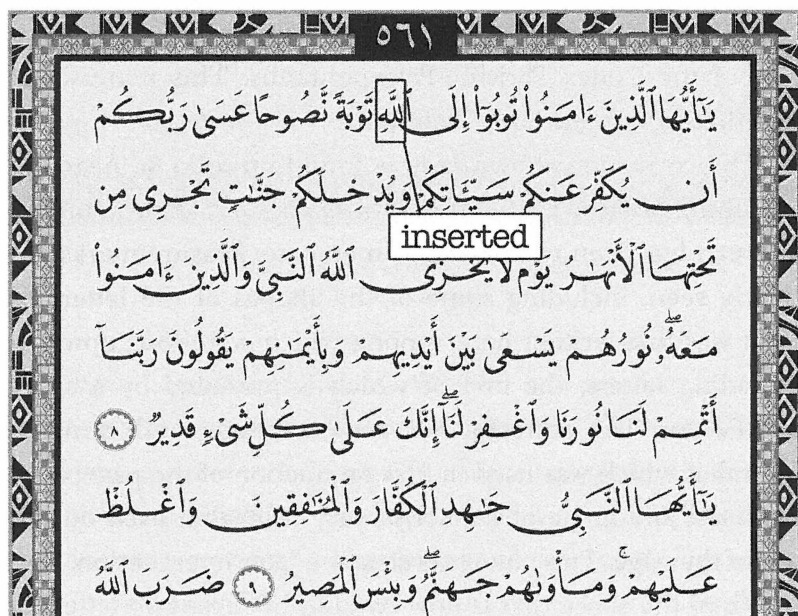 ٥٦١
يَـٰٓأَيُّهَا ٱلَّذِينَ ءَامَنُوا۟ تُوبُوٓا۟ إِلَى ٱللَّهِ تَوْبَةً نَّصُوحًا عَسَىٰ رَبُّكُمْ
أَن يُكَفِّرَ عَنكُمْ سَيِّـَٔاتِكُمْ وَيُدْخِلَكُمْ جَنَّـٰتٍ تَجْرِى مِن
inserted
تَحْتِهَا ٱلْأَنْهَـٰرُ يَوْمَ لَا يُخْزِى ٱللَّهُ ٱلنَّبِىَّ وَٱلَّذِينَ ءَامَنُوا۟
مَعَهُۥ ۖ نُورُهُمْ يَسْعَىٰ بَيْنَ أَيْدِيهِمْ وَبِأَيْمَـٰنِهِمْ يَقُولُونَ رَبَّنَآ
أَتْمِمْ لَنَا نُورَنَا وَٱغْفِرْ لَنَآ ۖ إِنَّكَ عَلَىٰ كُلِّ شَىْءٍ قَدِيرٌ ٨
يَـٰٓأَيُّهَا ٱلنَّبِىُّ جَـٰهِدِ ٱلْكُفَّارَ وَٱلْمُنَـٰفِقِينَ وَٱغْلُظْ
عَلَيْهِمْ ۚ وَمَأْوَىٰهُمْ جَهَنَّمُ ۖ وَبِئْسَ ٱلْمَصِيرُ ٩ ضَرَبَ ٱللَّهُ